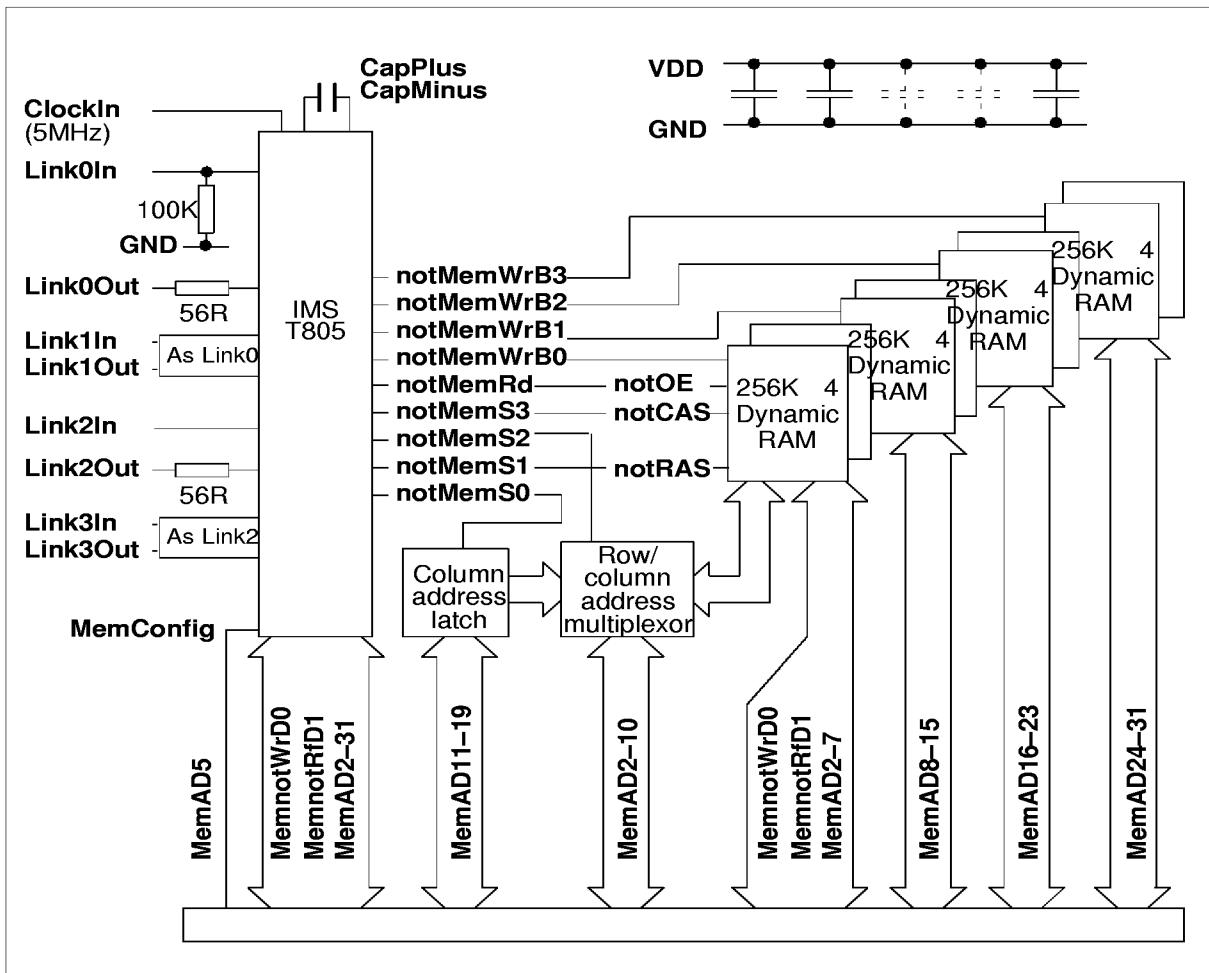 CapPlus
CapMinus
VDD
GND
ClockIn
(5MHz)
Link0In
100K
GND
Link0Out
56R
Link1In
Link1Out
As Link0
Link2In
Link2Out
56R
Link3In
Link3Out
As Link2
MemConfig
IMS
T805
notMemWrB3
notMemWrB2
notMemWrB1
notMemWrB0
notMemRd
notOE
notMemS3
notCAS
notMemS2
notMemS1
notRAS
notMemS0
256K 4
Dynamic
RAM
256K 4
Dynamic
RAM
256K 4
Dynamic
RAM
256K 4
Dynamic
RAM
Column
address
latch
Row/
column
address
multiplexor
MemAD5
MemnotWrD0
MemnotRfD1
MemAD2–31
MemAD11–19
MemAD2–10
MemnotWrD0
MemnotRfD1
MemAD2–7
MemAD8–15
MemAD16–23
MemAD24–31